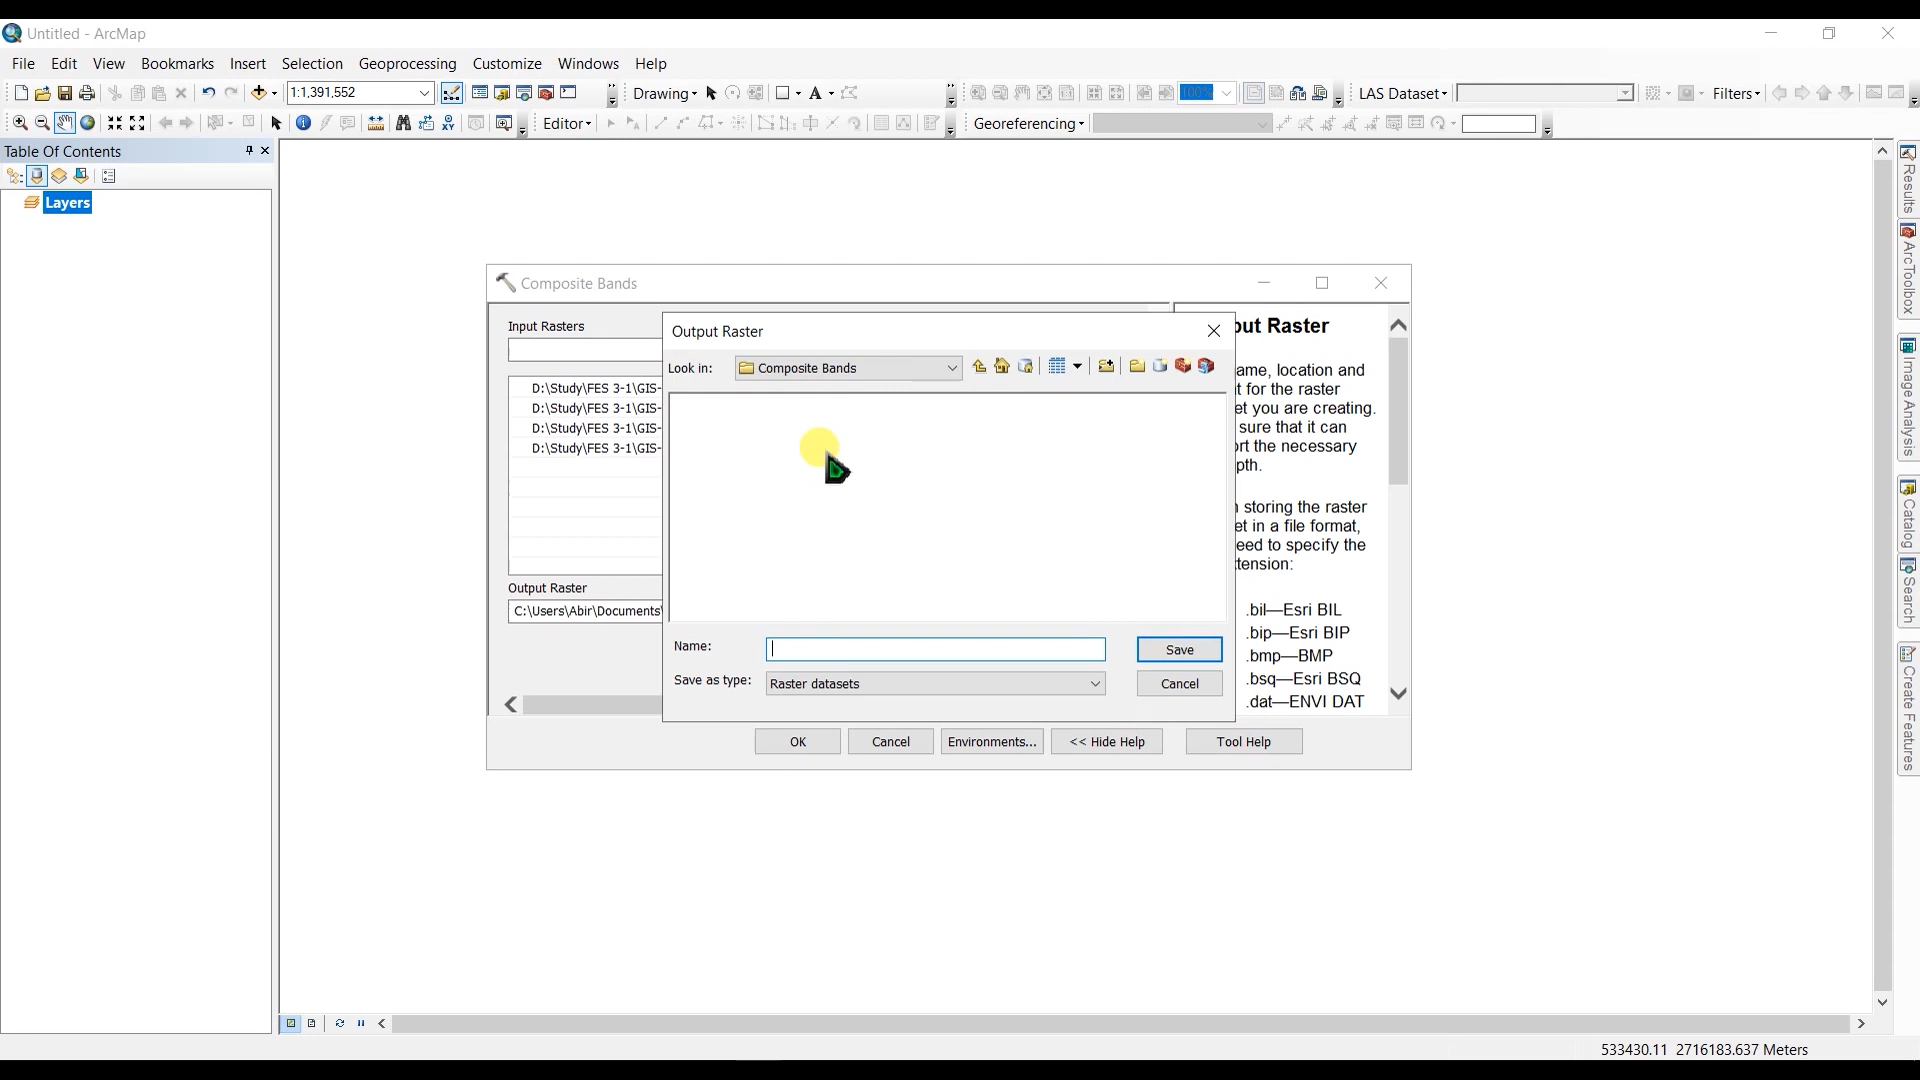 Untitled - ArcMap
File Edit View Bookmarks Insert Selection Geoprocessing Customize Windows Help
1:1,391,552 Drawing 100% LAS Dataset Filters
Editor Georeferencing
Table Of Contents
Layers
Composite Bands
Input Rasters
D:\Study\FES 3-1\GIS-
D:\Study\FES 3-1\GIS-
D:\Study\FES 3-1\GIS-
D:\Study\FES 3-1\GIS-
Output Raster
C:\Users\Abir\Documents\
Output Raster
Look in: Composite Bands
Name:
Save
Save as type: Raster datasets
Cancel
put Raster
ame, location and
t for the raster
et you are creating.
sure that it can
ort the necessary
pth.
storing the raster
et in a file format,
eed to specify the
tension:
.bil—Esri BIL
.bip—Esri BIP
.bmp—BMP
.bsq—Esri BSQ
.dat—ENVI DAT
OK Cancel Environments... << Hide Help Tool Help
Results
ArcToolbox
Image Analysis
Catalog
Search
Create Features
533430.11 2716183.637 Meters